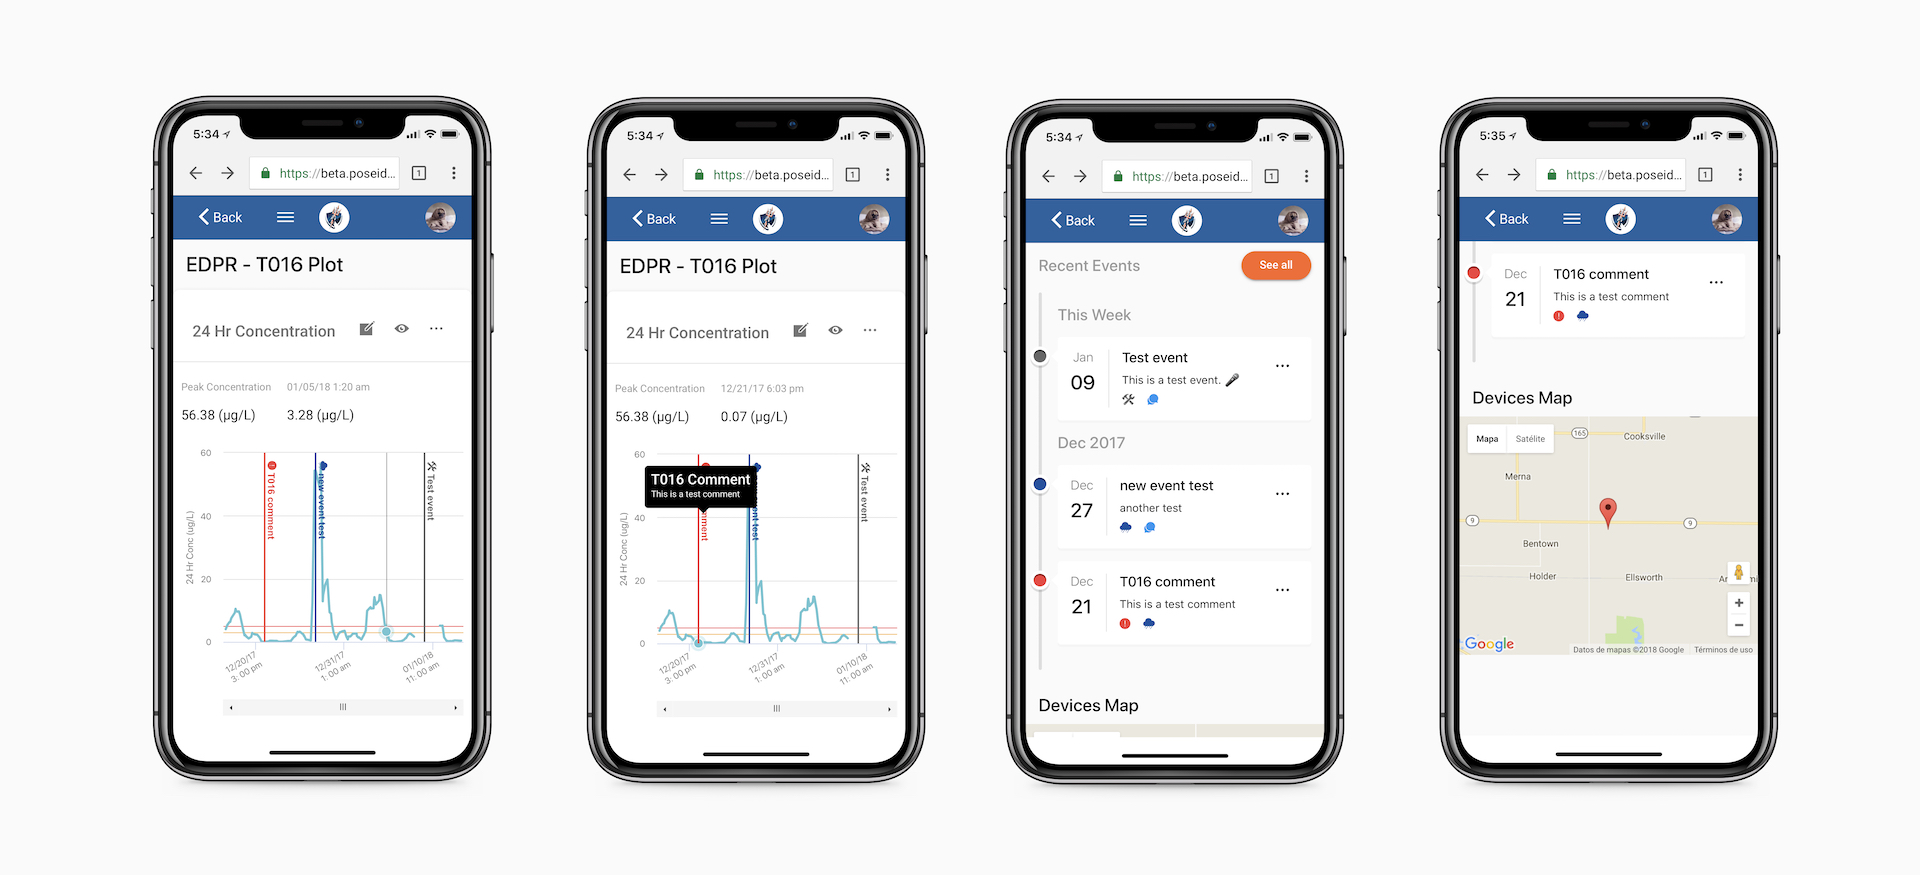 5:34
https://beta.poseid...
1
Back
EDPR - T016 Plot
24 Hr Concentration
Peak Concentration 01/05/18 1:20 am
56.38 (µg/L) 3.28 (µg/L)
24 Hr Conc (ug/L)
60
40
20
0
T016 comment
new event test
Test event
12/20/17
3: 00 pm
12/31/17
1: 00 am
01/10/18
11: 00 am
5:34
https://beta.poseid...
1
Back
EDPR - T016 Plot
24 Hr Concentration
Peak Concentration 12/21/17 6:03 pm
56.38 (µg/L) 0.07 (µg/L)
24 Hr Conc (ug/L)
60
40
20
0
T016 Comment
This is a test comment
mment
nt test
Test event
12/20/17
3: 00 pm
12/31/17
1: 00 am
01/10/18
11: 00 am
5:34
https://beta.poseid...
1
Back
Recent Events
See all
This Week
Jan
09
Test event
This is a test event.
Dec 2017
Dec
27
new event test
another test
Dec
21
T016 comment
This is a test comment
Devices Map
5:35
https://beta.poseid...
1
Back
Dec
21
T016 comment
This is a test comment
Devices Map
Mapa Satélite
165
Cooksville
Merna
9
9
Bentown
Holder
Ellsworth
Google
Datos de mapas ©2018 Google
Términos de uso